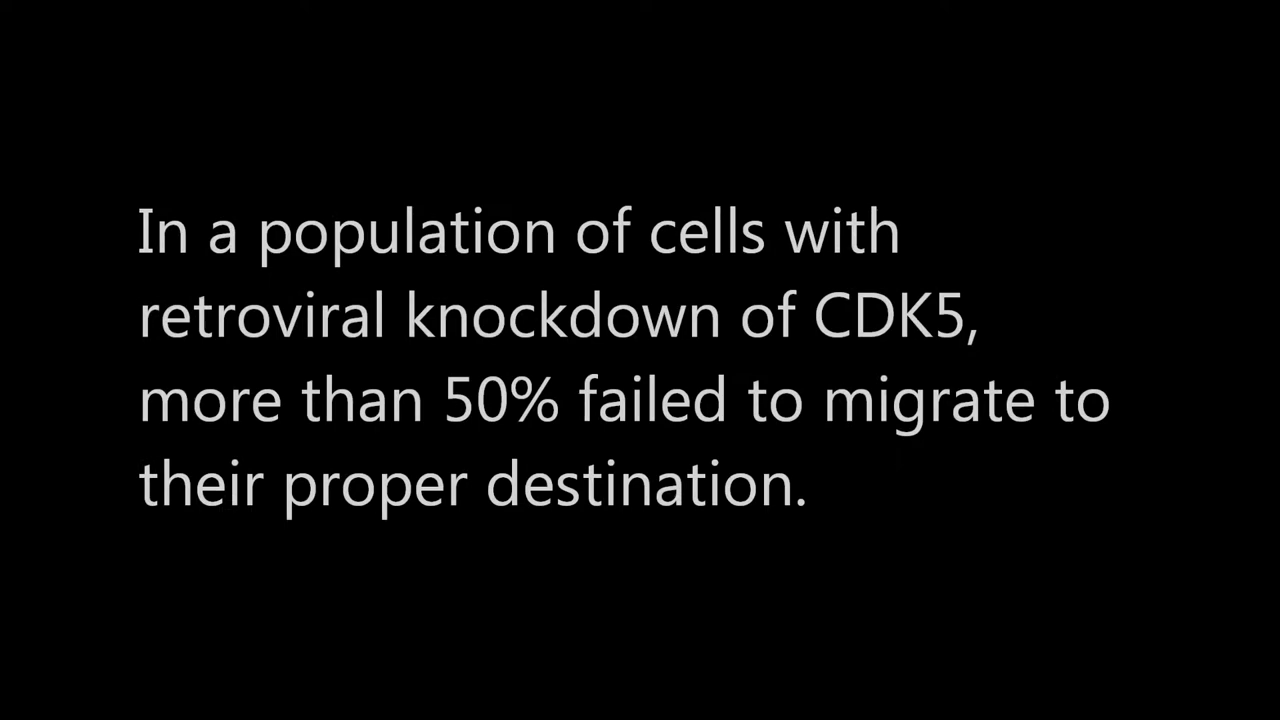 In a population of cells with
retroviral knockdown of CDK5,
more than 50% failed to migrate to
their proper destination.